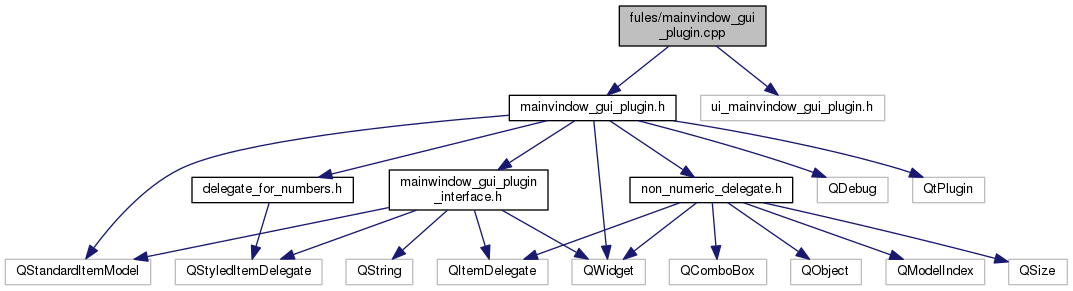 fules/mainvindow_gui
_plugin.cpp
mainvindow_gui_plugin.h
ui_mainvindow_gui_plugin.h
delegate_for_numbers.h
mainwindow_gui_plugin
_interface.h
non_numeric_delegate.h
QDebug
QtPlugin
QStandardItemModel
QStyledItemDelegate
QString
QItemDelegate
QWidget
QComboBox
QObject
QModelIndex
QSize